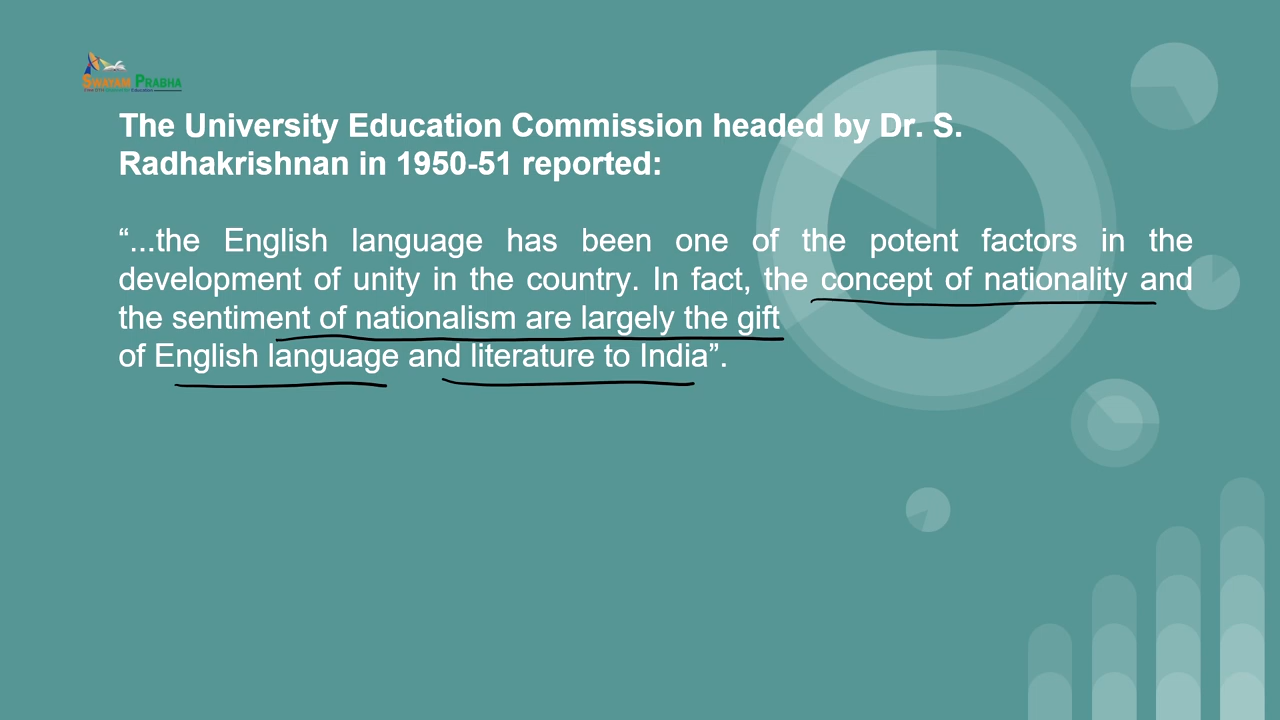 SWAYAM PRABHA
The University Education Commission headed by Dr. S.
Radhakrishnan in 1950-51 reported:
“...the English language has been one of the potent factors in the
development of unity in the country. In fact, the concept of nationality and
the sentiment of nationalism are largely the gift
of English language and literature to India”.